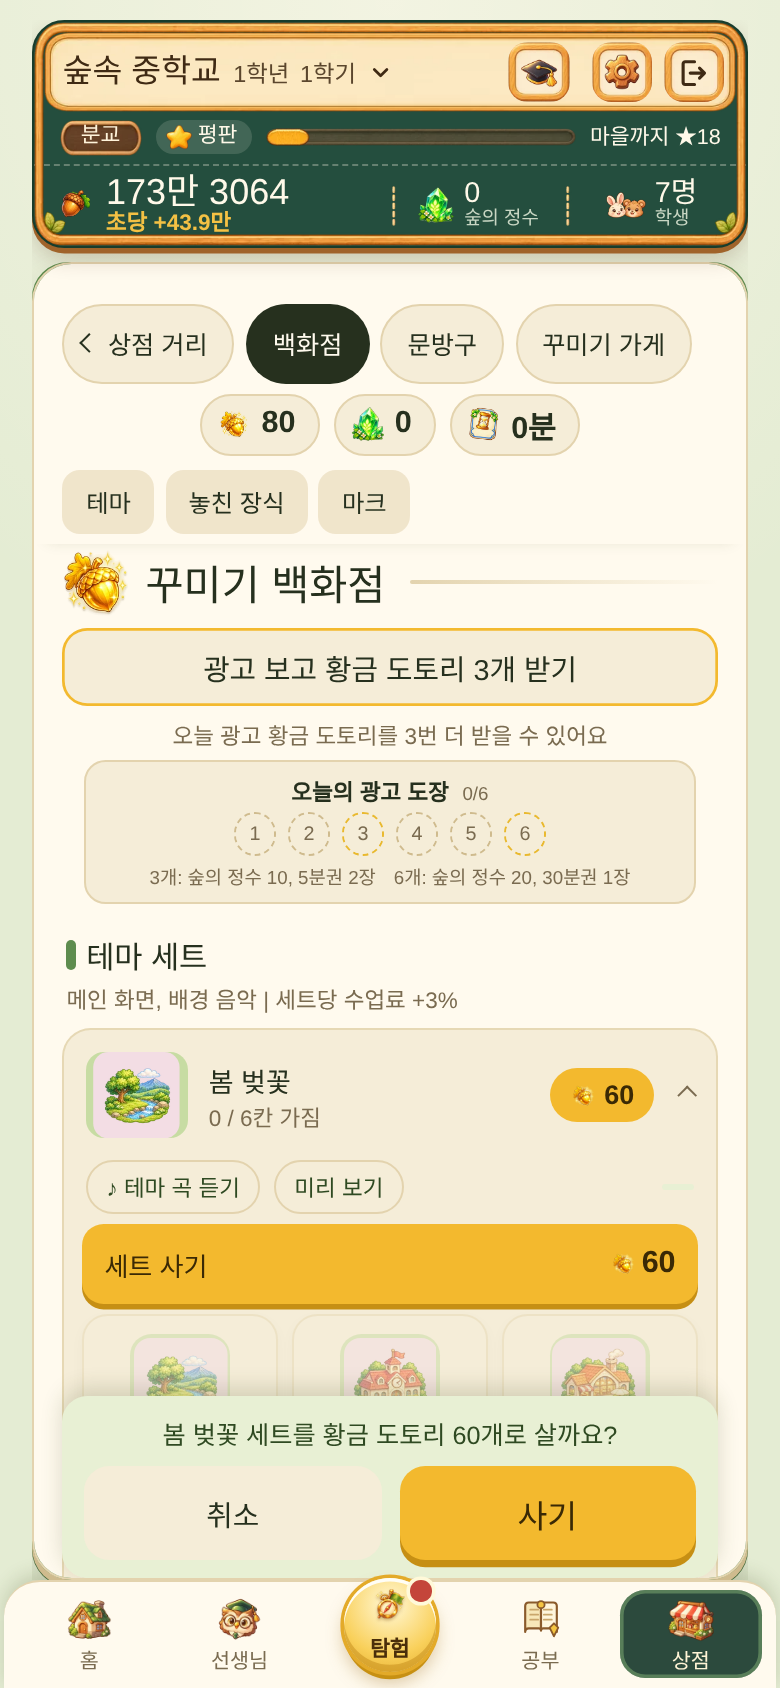 숲속 중학교 1학년 1학기
분교 평판 마을까지 ★18
173만 3064
초당 +43.9만
0
숲의 정수
7명
학생
상점 거리 백화점 문방구 꾸미기 가게
80 0 0분
테마 놓친 장식 마크
꾸미기 백화점
광고 보고 황금 도토리 3개 받기
오늘 광고 황금 도토리를 3번 더 받을 수 있어요
오늘의 광고 도장 0/6
1 2 3 4 5 6
3개: 숲의 정수 10, 5분권 2장 6개: 숲의 정수 20, 30분권 1장
테마 세트
메인 화면, 배경 음악 | 세트당 수업료 +3%
봄 벚꽃
0 / 6칸 가짐
60
♪ 테마 곡 듣기 미리 보기
세트 사기 60
봄 벚꽃 세트를 황금 도토리 60개로 살까요?
취소 사기
홈 선생님 탐험 공부 상점